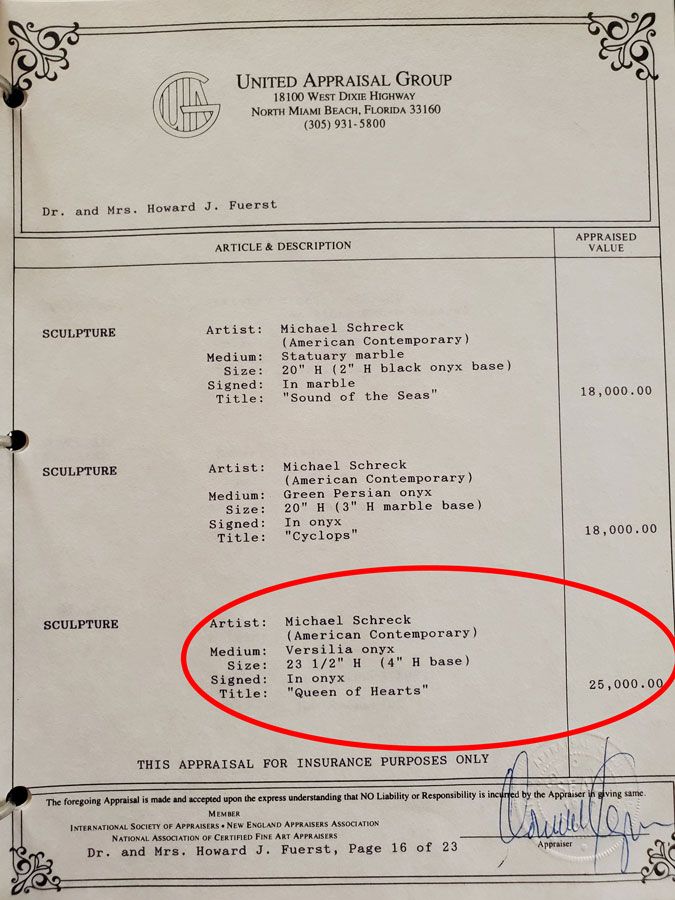 UNITED APPRAISAL GROUP
18100 WEST DIXIE HIGHWAY
NORTH MIAMI BEACH, FLORIDA 33160
(305) 931-5800
Dr. and Mrs. Howard J. Fuerst
ARTICLE & DESCRIPTION
APPRAISED
VALUE
SCULPTURE
Artist: Michael Schreck
(American Contemporary)
Medium: Statuary marble
Size: 20" H (2" H black onyx base)
Signed: In marble
Title: "Sound of the Seas"
18,000.00
SCULPTURE
Artist: Michael Schreck
(American Contemporary)
Medium: Green Persian onyx
Size: 20" H (3" H marble base)
Signed: In onyx
Title: "Cyclops"
18,000.00
SCULPTURE
Artist: Michael Schreck
(American Contemporary)
Medium: Versilia onyx
Size: 23 1/2" H (4" H base)
Signed: In onyx
Title: "Queen of Hearts"
25,000.00
THIS APPRAISAL FOR INSURANCE PURPOSES ONLY
The foregoing Appraisal is made and accepted upon the express understanding that NO Liability or Responsibility is incurred by the Appraiser in giving same.
MEMBER
INTERNATIONAL SOCIETY OF APPRAISERS • NEW ENGLAND APPRAISERS ASSOCIATION
NATIONAL ASSOCIATION OF CERTIFIED FINE ART APPRAISERS
Appraiser
Dr. and Mrs. Howard J. Fuerst, Page 16 of 23